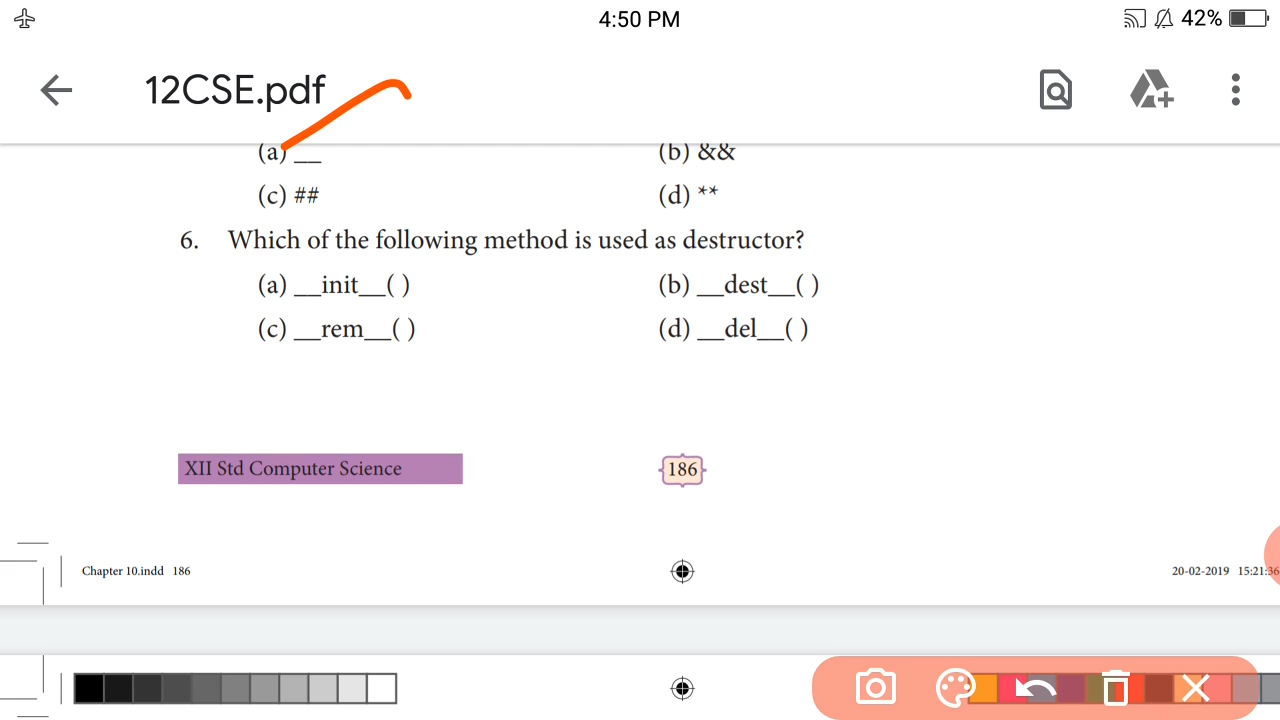 4:50 PM
42%
12CSE.pdf
(a) __ (b) &&
(c) ## (d) **
6. Which of the following method is used as destructor?
(a) __init__( ) (b) __dest__( )
(c) __rem__( ) (d) __del__( )
XII Std Computer Science 186
Chapter 10.indd 186 20-02-2019 15:21:36